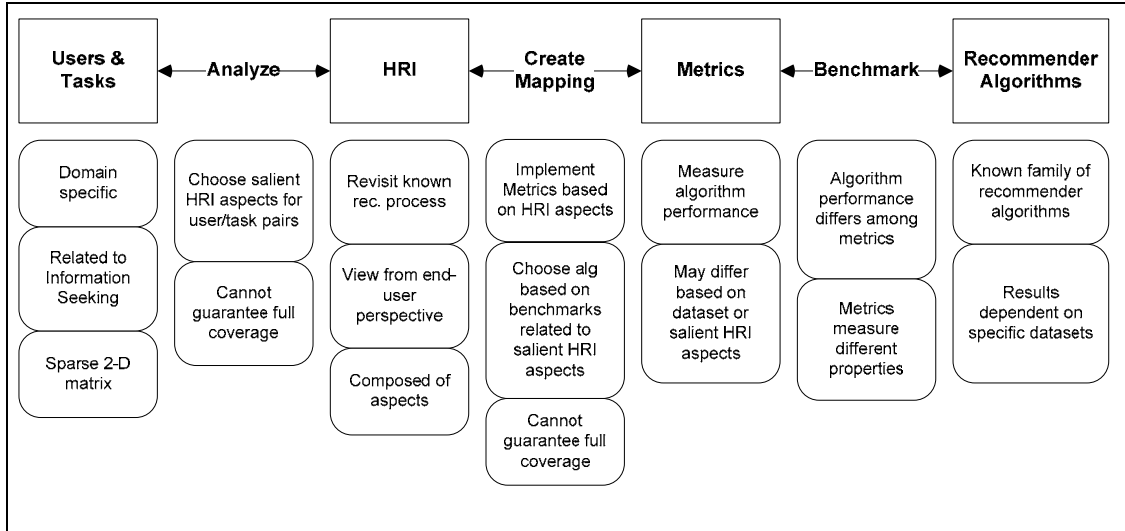 Users &
Tasks
Analyze
HRI
Create
Mapping
Metrics
Benchmark
Recommender
Algorithms
Domain
specific
Related to
Information
Seeking
Sparse 2-D
matrix
Choose salient
HRI aspects for
user/task pairs
Cannot
guarantee full
coverage
Revisit known
rec. process
View from end-
user
perspective
Composed of
aspects
Implement
Metrics based
on HRI aspects
Choose alg
based on
benchmarks
related to
salient HRI
aspects
Cannot
guarantee full
coverage
Measure
algorithm
performance
May differ
based on
dataset or
salient HRI
aspects
Algorithm
performance
differs among
metrics
Metrics
measure
different
properties
Known family of
recommender
algorithms
Results
dependent on
specific datasets